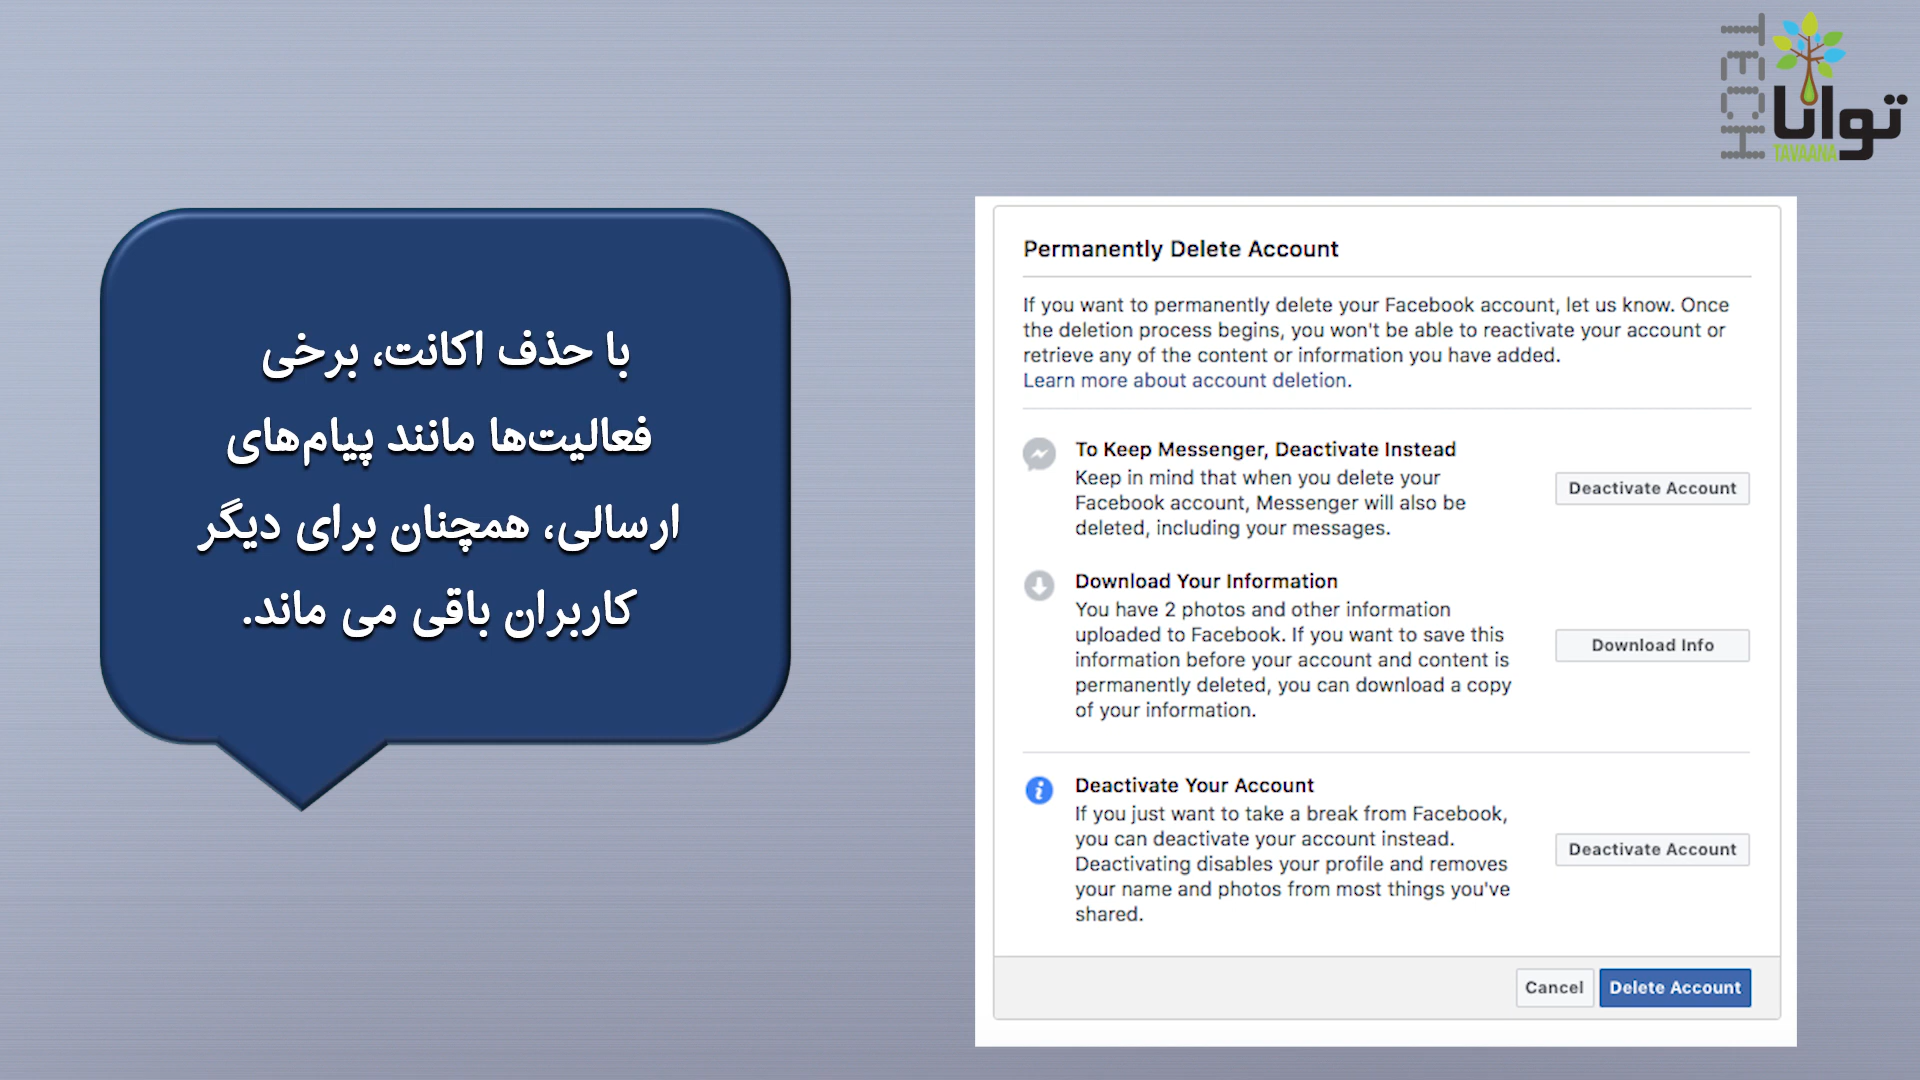 TECH
توانا
TAVAANA
با حذف اکانت، برخی
فعالیت‌ها مانند پیام‌های
ارسالی، همچنان برای دیگر
کاربران باقی می ماند.
Permanently Delete Account
If you want to permanently delete your Facebook account, let us know. Once
the deletion process begins, you won't be able to reactivate your account or
retrieve any of the content or information you have added.
Learn more about account deletion.
To Keep Messenger, Deactivate Instead
Keep in mind that when you delete your
Facebook account, Messenger will also be
deleted, including your messages.
Deactivate Account
Download Your Information
You have 2 photos and other information
uploaded to Facebook. If you want to save this
information before your account and content is
permanently deleted, you can download a copy
of your information.
Download Info
Deactivate Your Account
If you just want to take a break from Facebook,
you can deactivate your account instead.
Deactivating disables your profile and removes
your name and photos from most things you've
shared.
Deactivate Account
Cancel
Delete Account